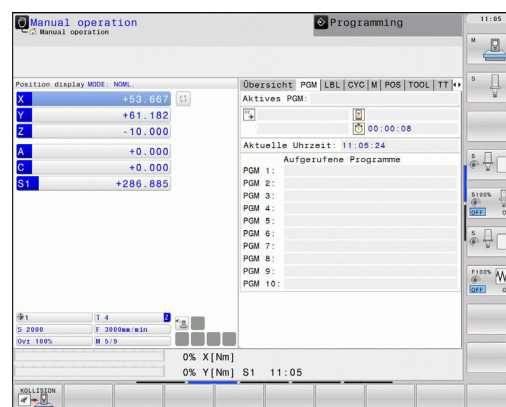 Manual operation
Manual operation
Programming
11:05
Position display MODE: NOML.
X +53.667
Y +61.182
Z -10.000
A +0.000
C +0.000
S1 +286.885
Übersicht PGM LBL CYC M POS TOOL TT
Aktives PGM:
00:00:08
Aktuelle Uhrzeit: 11:05:24
Aufgerufene Programme
PGM 1:
PGM 2:
PGM 3:
PGM 4:
PGM 5:
PGM 6:
PGM 7:
PGM 8:
PGM 9:
PGM 10:
1 T 4 Z
S 2000 F 3000mm/min
Ovr 100% M 5/9
0% X[Nm]
0% Y[Nm] S1 11:05
M
S
S
S100%
OFF
S
F100%
OFF
KOLLISION